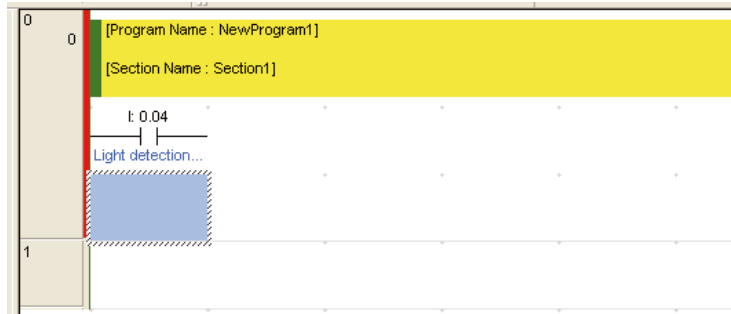 0
0
[Program Name : NewProgram1]
[Section Name : Section1]
I: 0.04
Light detection...
1